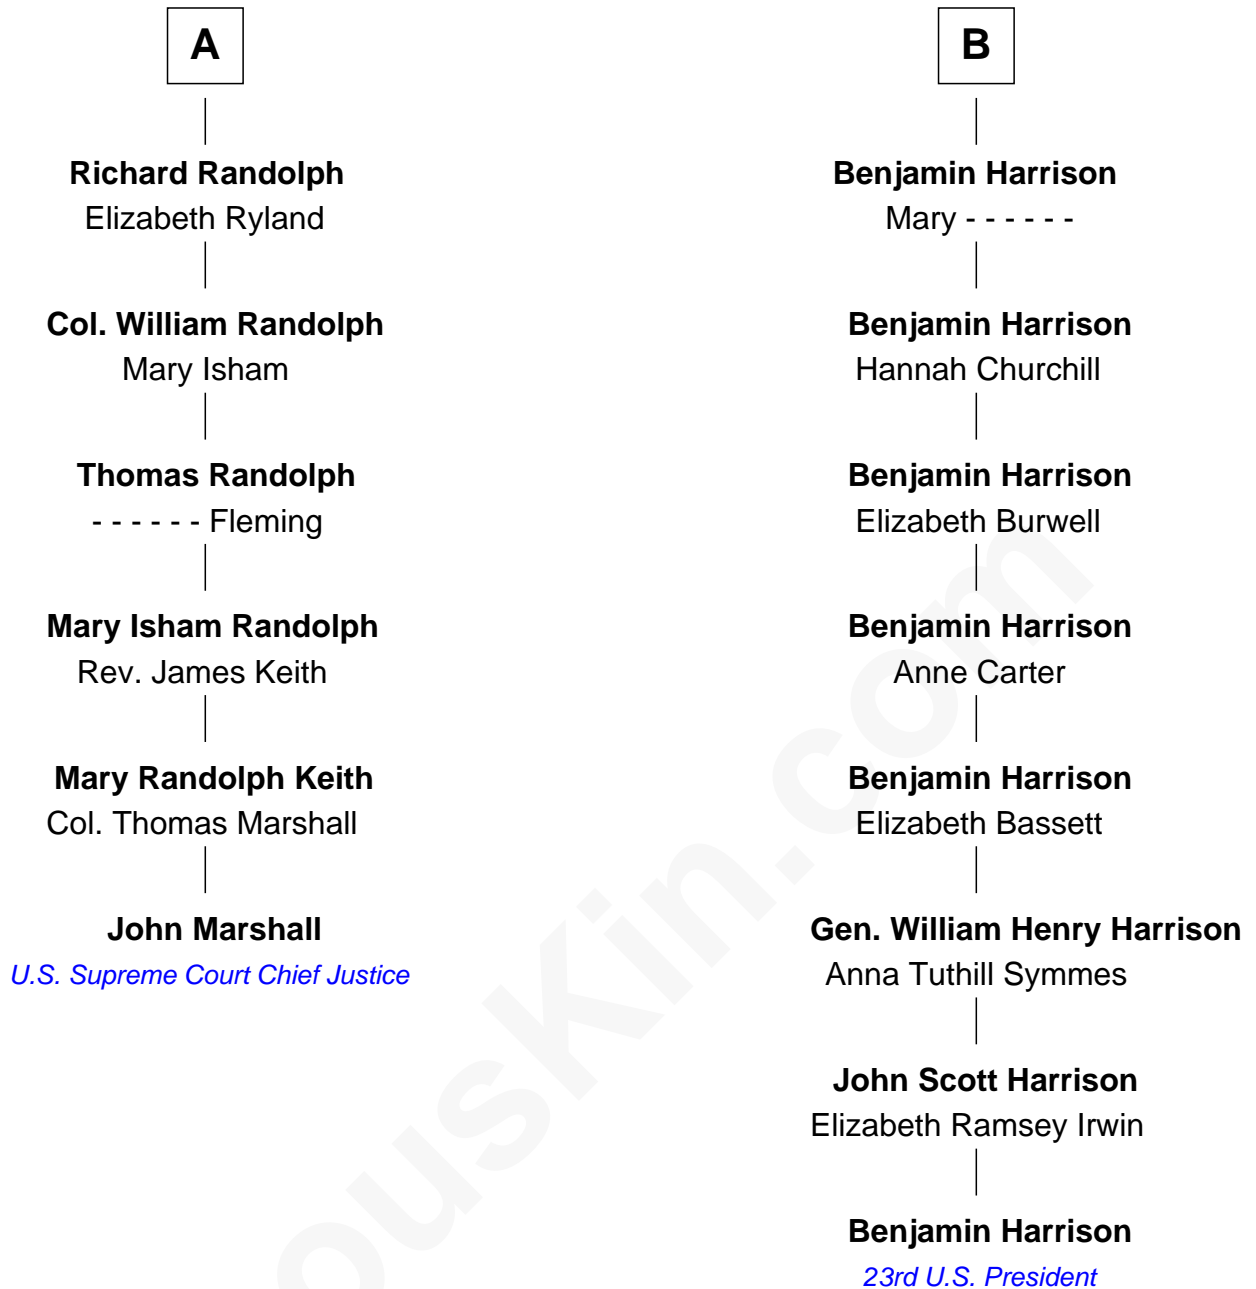 A
Richard Randolph
Elizabeth Ryland
Col. William Randolph
Mary Isham
Thomas Randolph
- - - - - - Fleming
Mary Isham Randolph
Rev. James Keith
Mary Randolph Keith
Col. Thomas Marshall
John Marshall
U.S. Supreme Court Chief Justice
B
Benjamin Harrison
Mary - - - - - -
Benjamin Harrison
Hannah Churchill
Benjamin Harrison
Elizabeth Burwell
Benjamin Harrison
Anne Carter
Benjamin Harrison
Elizabeth Bassett
Gen. William Henry Harrison
Anna Tuthill Symmes
John Scott Harrison
Elizabeth Ramsey Irwin
Benjamin Harrison
23rd U.S. President
ousKin.com